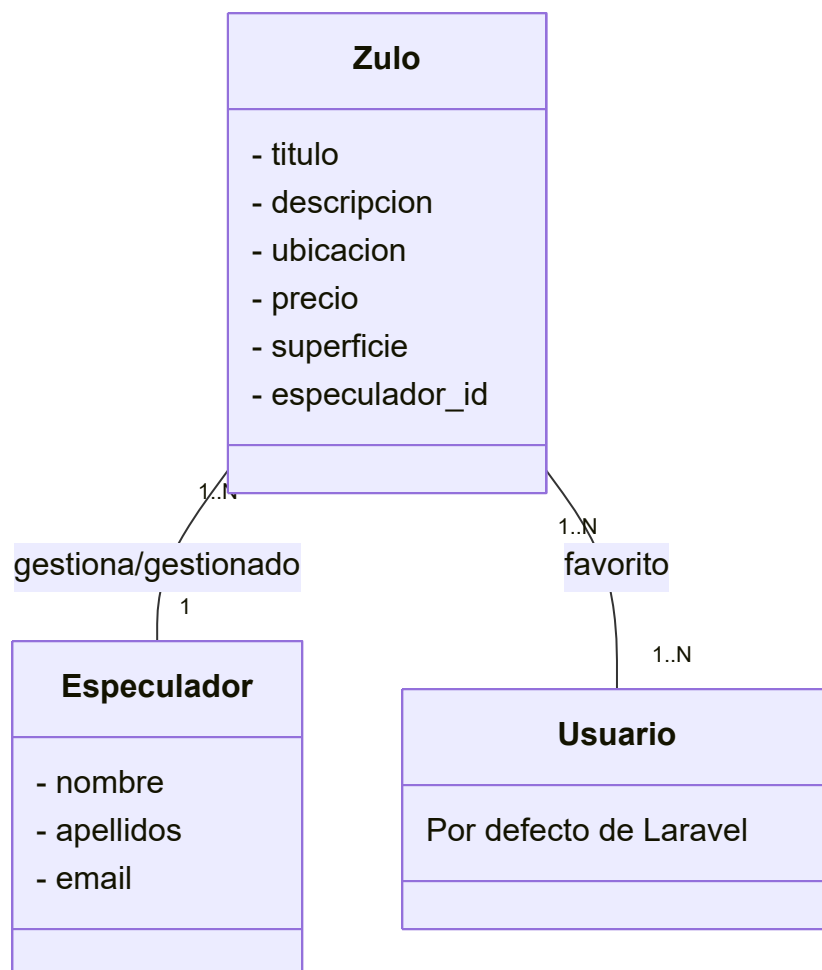 Zulo
- titulo
- descripcion
- ubicacion
- precio
- superficie
- especulador_id
1..N
1..N
gestiona/gestionado
favorito
1
1..N
Especulador
- nombre
- apellidos
- email
Usuario
Por defecto de Laravel